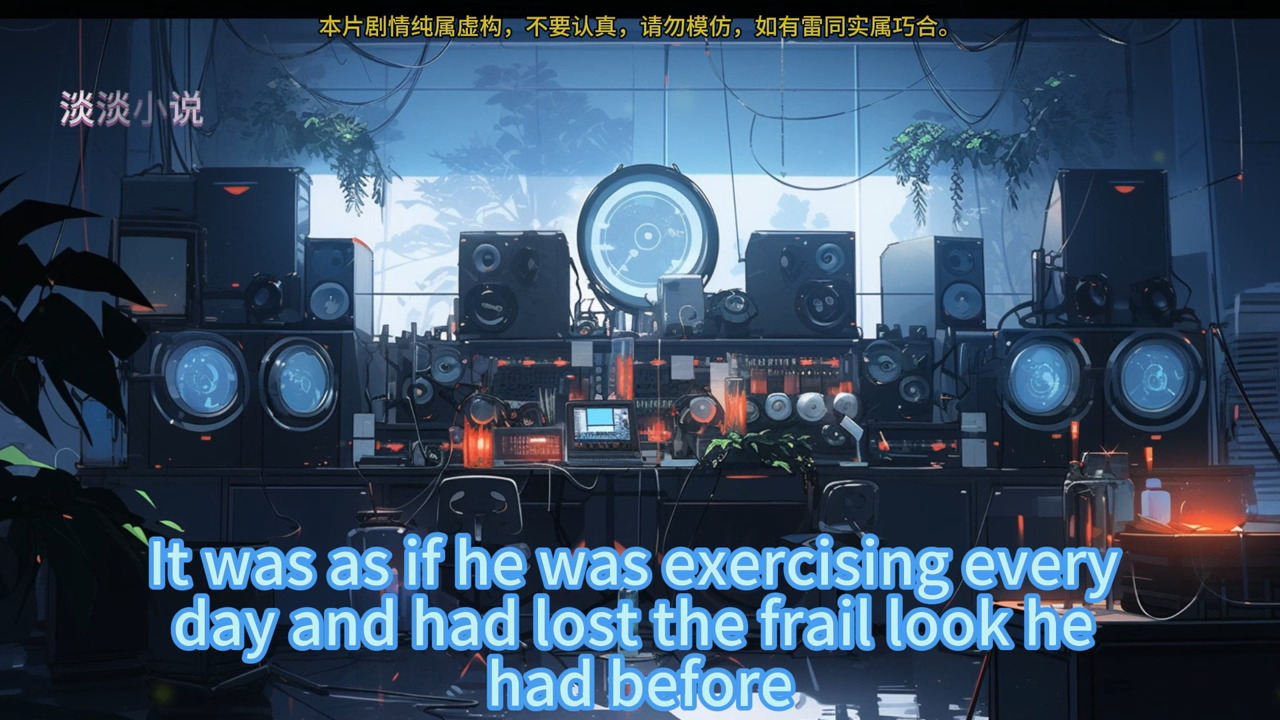 本片剧情纯属虚构，不要认真，请勿模仿，如有雷同实属巧合。
淡淡小说
It was as if he was exercising every
day and had lost the frail look he
had before